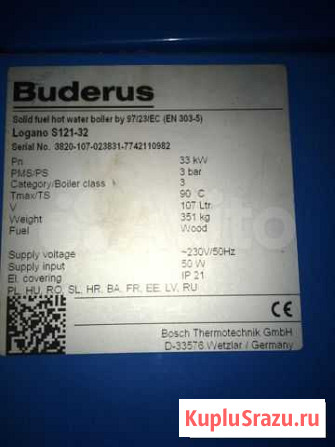 Buderus
Solid fuel hot water boiler by 97/23/EC (EN 303-5)
Logano S121-32
Serial No. 3820-107-023831-7742110982
Pn 33 kW
PMS/PS 3 bar
Category/Boiler class 3
Tmax/TS 90 °C
V 107 Ltr.
Weight 351 kg
Fuel Wood
Supply voltage ~230V/50Hz
Supply input 50 W
El. covering IP 21
PL, HU, RO, SL, HR, BA, FR, EE, LV, RU
CE
Bosch Thermotechnik GmbH
D-33576 Wetzlar / Germany
Avito
KupluSrazu.ru